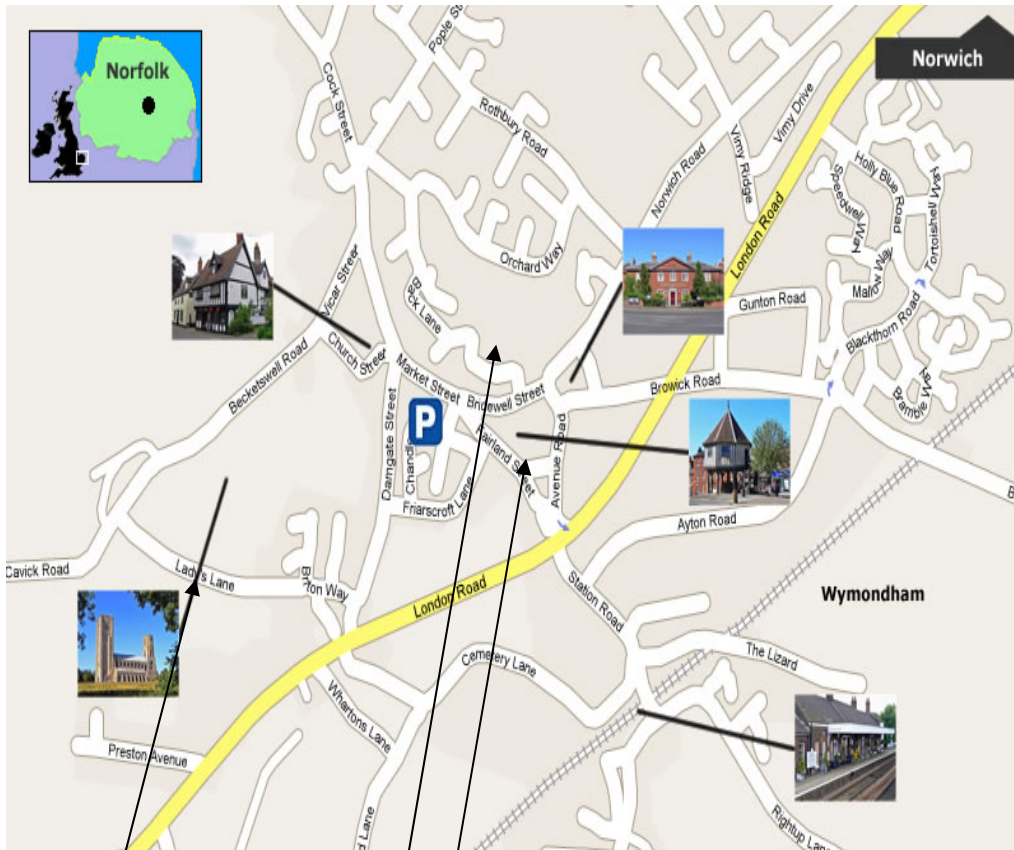 Norfolk
Norwich
Cock Street
Pople St
Rothbury Road
Norwich Road
Vimy Drive
Vimy Ridge
London Road
Holly Blue Road
Speedwell Way
Tortoishell Way
Orchard Way
Vicar Street
Back Lane
Mallow Way
Gunton Road
Blackthorn Road
Church Street
Market Street
Bridewell Street
Browick Road
Bramble Way
Becketswell Road
Damgate Street
P
Chandle
Fairland Street
Avenue Road
Friarscroft Lane
B
Ayton Road
Cavick Road
Lady's Lane
Briton Way
London Road
Station Road
Wymondham
Cemetery Lane
The Lizard
Whartons Lane
Preston Avenue
d Lane
Rightup Lane